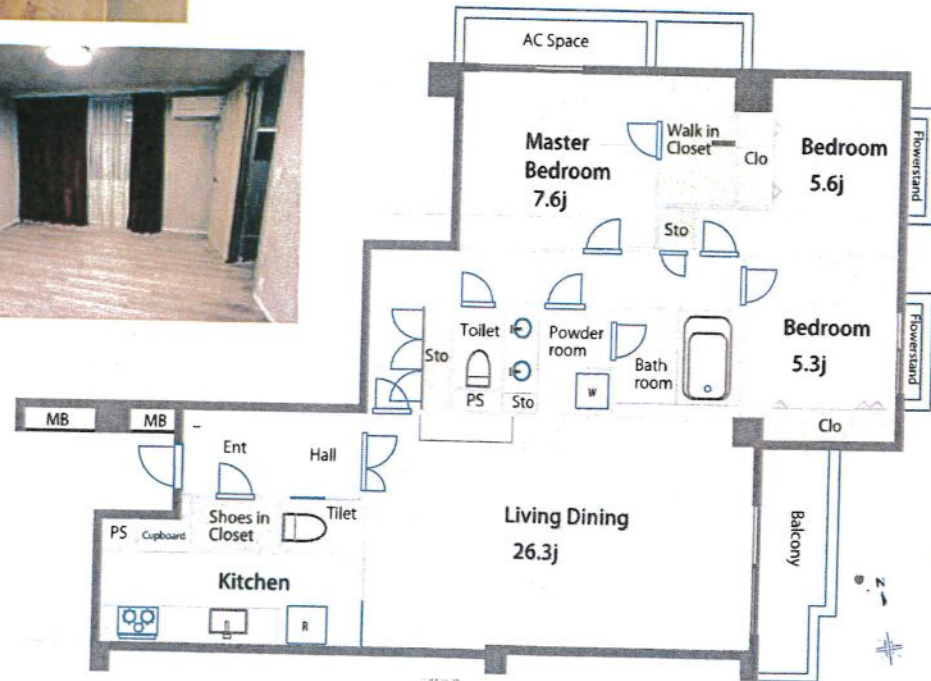 AC Space
Master
Bedroom
7.6j
Walk in
Closet
Clo
Bedroom
5.6j
Flowerstand
Sto
Toilet
Powder
room
Bedroom
5.3j
Flowerstand
Sto
Bath
room
PS
Sto
W
Clo
MB
MB
Ent
Hall
Shoes in
Closet
Tilet
PS
Cupboard
Living Dining
26.3j
Balcony
Kitchen
R
N